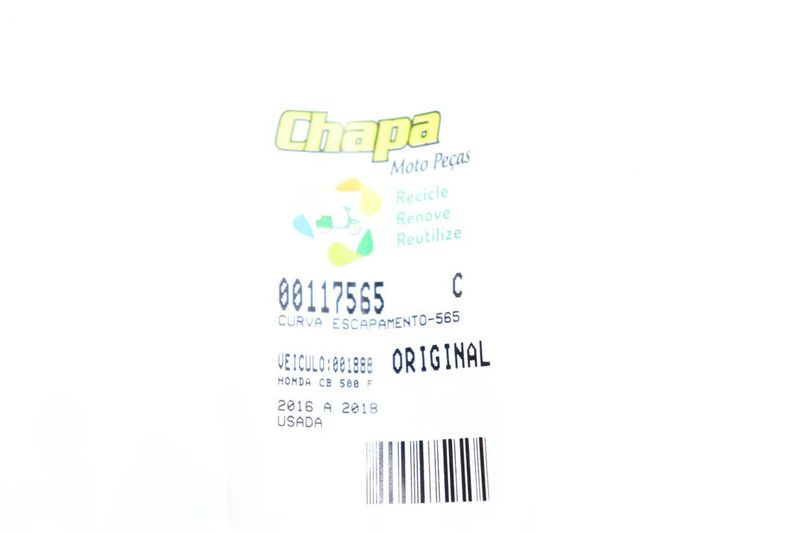 Chapa
Moto Peças
Recicle
Renove
Reutilize
00117565 C
CURVA ESCAPAMENTO-565
VEICULO:001888 ORIGINAL
HONDA CB 500 F
2016 A 2018
USADA